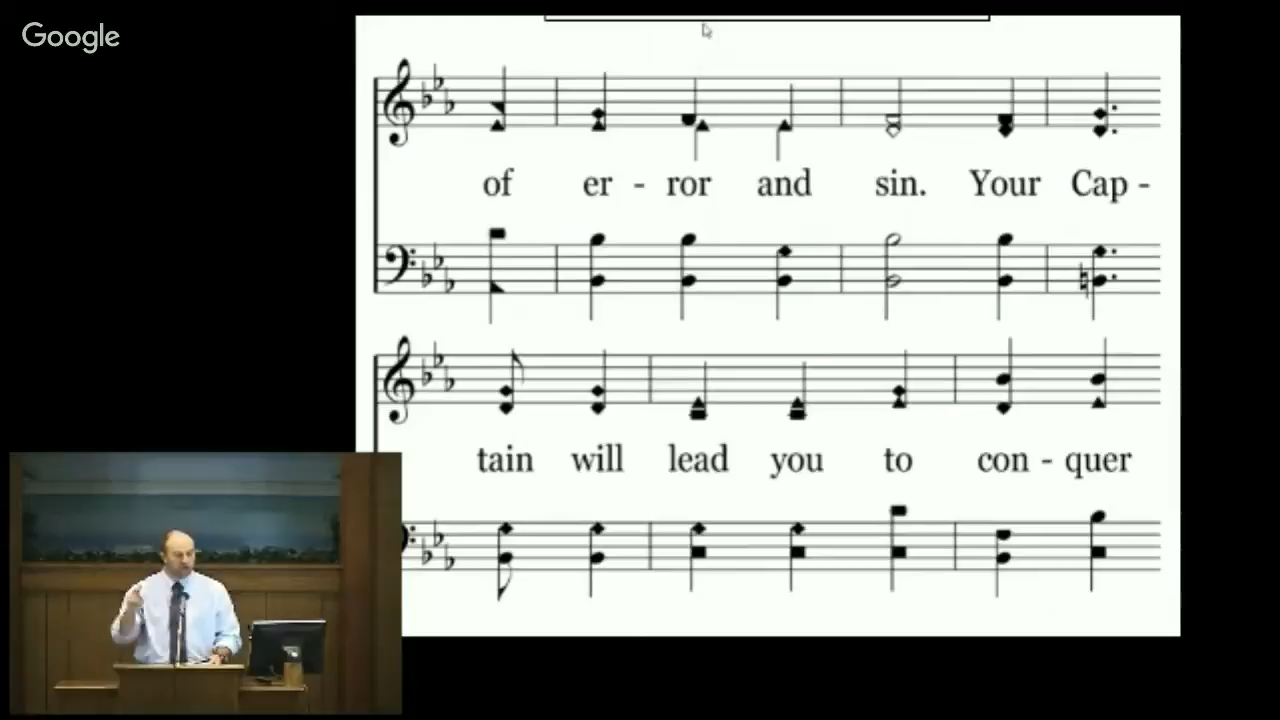 Google
of er - ror and sin. Your Cap -
tain will lead you to con - quer